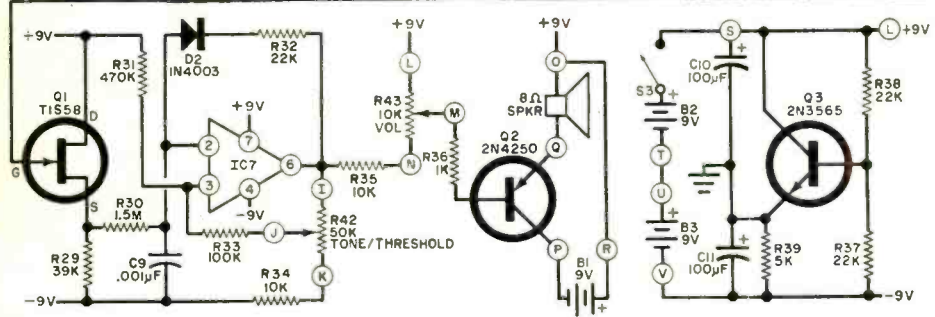 +9V
R31
470K
D2
1N4003
R32
22K
Q1
TIS58
D
G
S
R30
1.5M
R29
39K
C9
.001µF
+9V
2
7
3
IC7
6
4
-9V
R33
100K
J
I
R42
50K
TONE/THRESHOLD
K
R34
10K
-9V
R35
10K
+9V
L
R43
10K
VOL
M
N
R36
1K
Q2
2N4250
+9V
O
8Ω
SPKR
Q
P
R
B1
9V
+
S3
+
B2
9V
T
U
+
B3
9V
V
S
+
C10
100µF
+
C11
100µF
Q3
2N3565
R39
5K
L
+9V
R38
22K
R37
22K
-9V